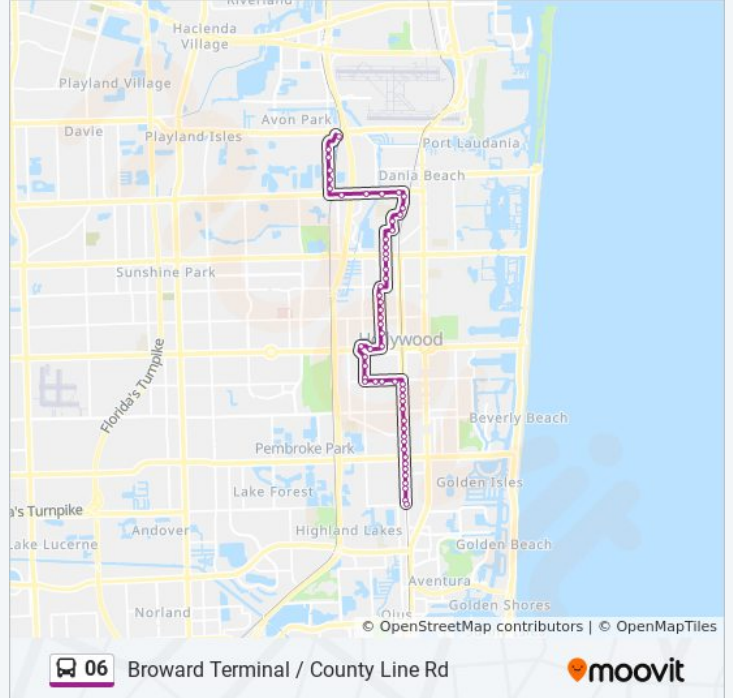 Riverland
Hacienda
Village
Playland Village
Avon Park
Davie
Playland Isles
Port Laudania
Dania Beach
Sunshine Park
Hollywood
Florida's Turnpike
Beverly Beach
Pembroke Park
Lake Forest
Golden Isles
a's Turnpike
Andover
Highland Lakes
Lake Lucerne
Golden Beach
Aventura
Norland
Ojus
Golden Shores
© OpenStreetMap contributors | © OpenMapTiles
06 Broward Terminal / County Line Rd
moovit